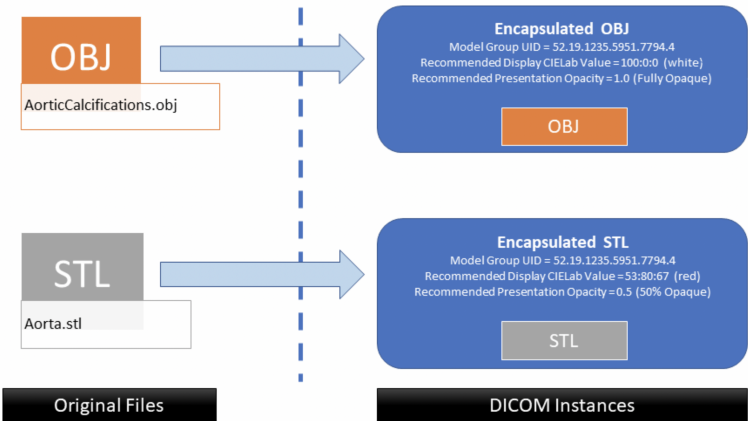 OBJ
AorticCalcifications.obj
Encapsulated OBJ
Model Group UID = 52.19.1235.5951.7794.4
Recommended Display CIELab Value = 100:0:0 (white)
Recommended Presentation Opacity = 1.0 (Fully Opaque)
OBJ
STL
Aorta.stl
Encapsulated STL
Model Group UID = 52.19.1235.5951.7794.4
Recommended Display CIELab Value = 53:80:67 (red)
Recommended Presentation Opacity = 0.5 (50% Opaque)
STL
Original Files
DICOM Instances